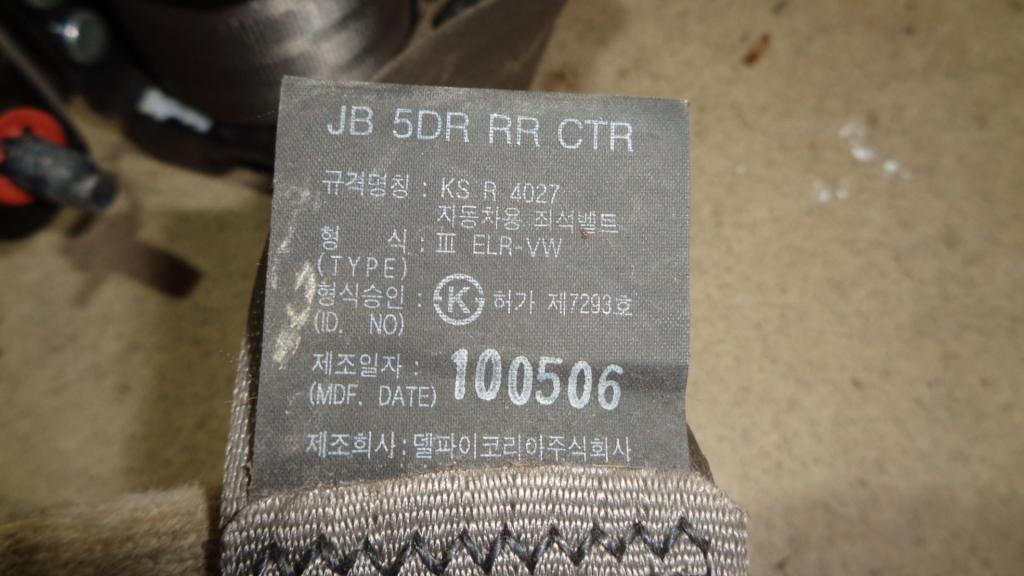 JB 5DR RR CTR
규격명칭 : KS R 4027
자동차용 좌석벨트
형 식 : Ⅲ ELR-VW
(TYPE)
형식승인 : K 허가 제7293호
(ID. NO)
제조일자 : 100506
(MDF. DATE)
제조회사 : 델파이코리아주식회사